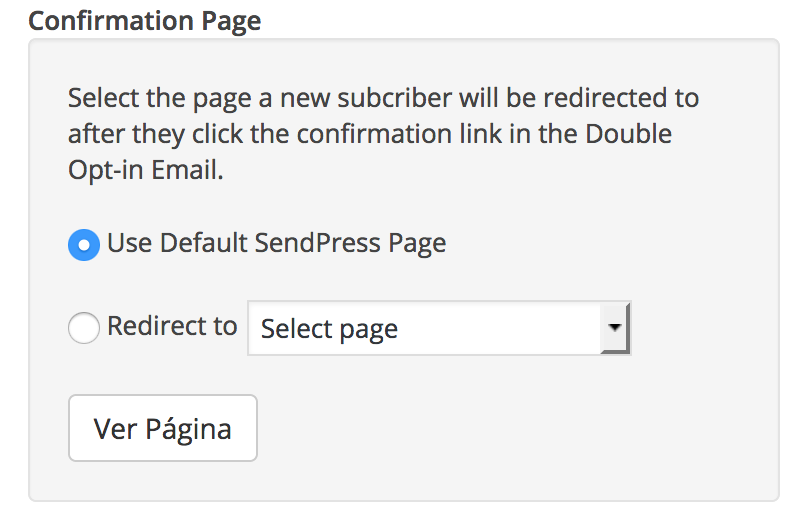 Confirmation Page
Select the page a new subcriber will be redirected to
after they click the confirmation link in the Double
Opt-in Email.
Use Default SendPress Page
Redirect to Select page
Ver Página